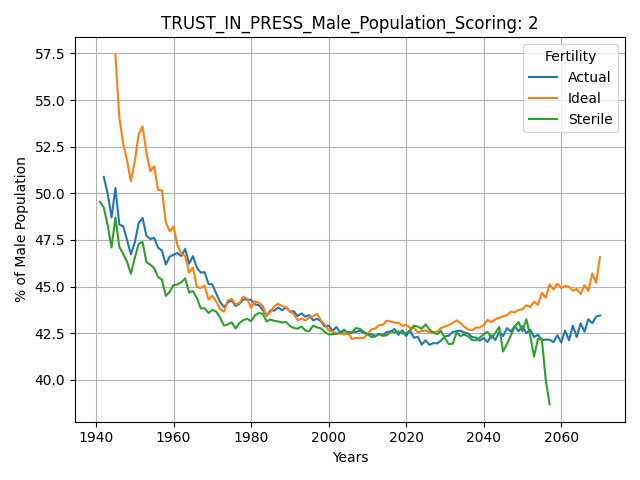 TRUST_IN_PRESS_Male_Population_Scoring: 2
Fertility
Actual
Ideal
Sterile
% of Male Population
57.5
55.0
52.5
50.0
47.5
45.0
42.5
40.0
1940 1960 1980 2000 2020 2040 2060
Years